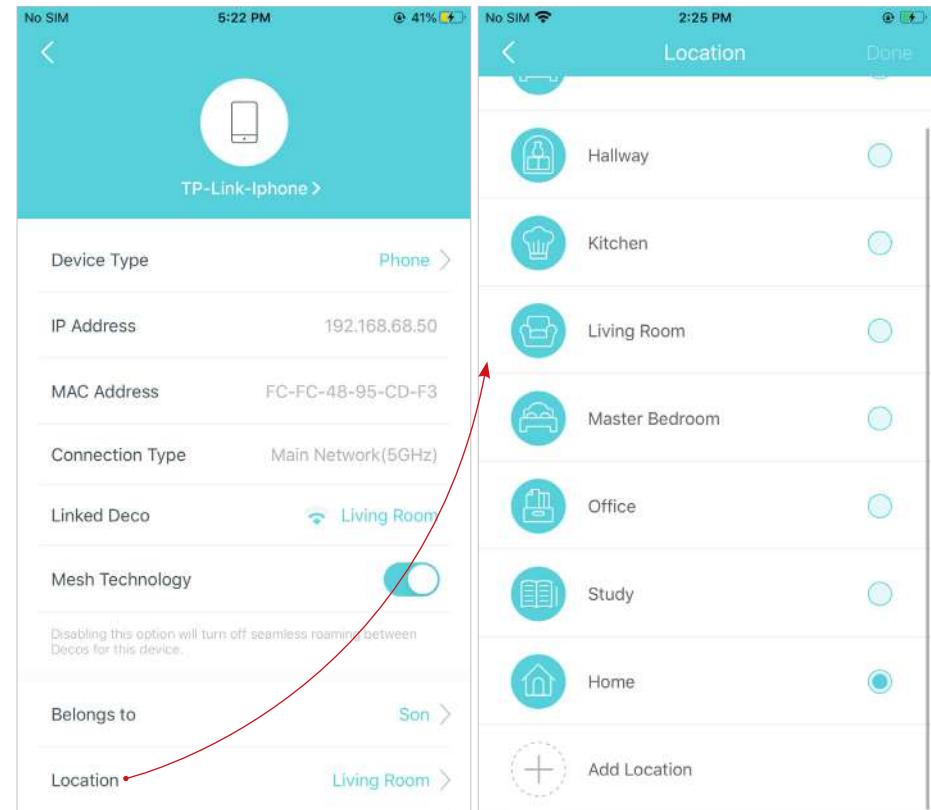 No SIM 5:22 PM 41%
TP-Link-Iphone >
Device Type Phone >
IP Address 192.168.68.50
MAC Address FC-FC-48-95-CD-F3
Connection Type Main Network(5GHz)
Linked Deco Living Room
Mesh Technology
Disabling this option will turn off seamless roaming between
Decos for this device.
Belongs to Son >
Location Living Room >
No SIM 2:25 PM
Location Done
Hallway
Kitchen
Living Room
Master Bedroom
Office
Study
Home
Add Location